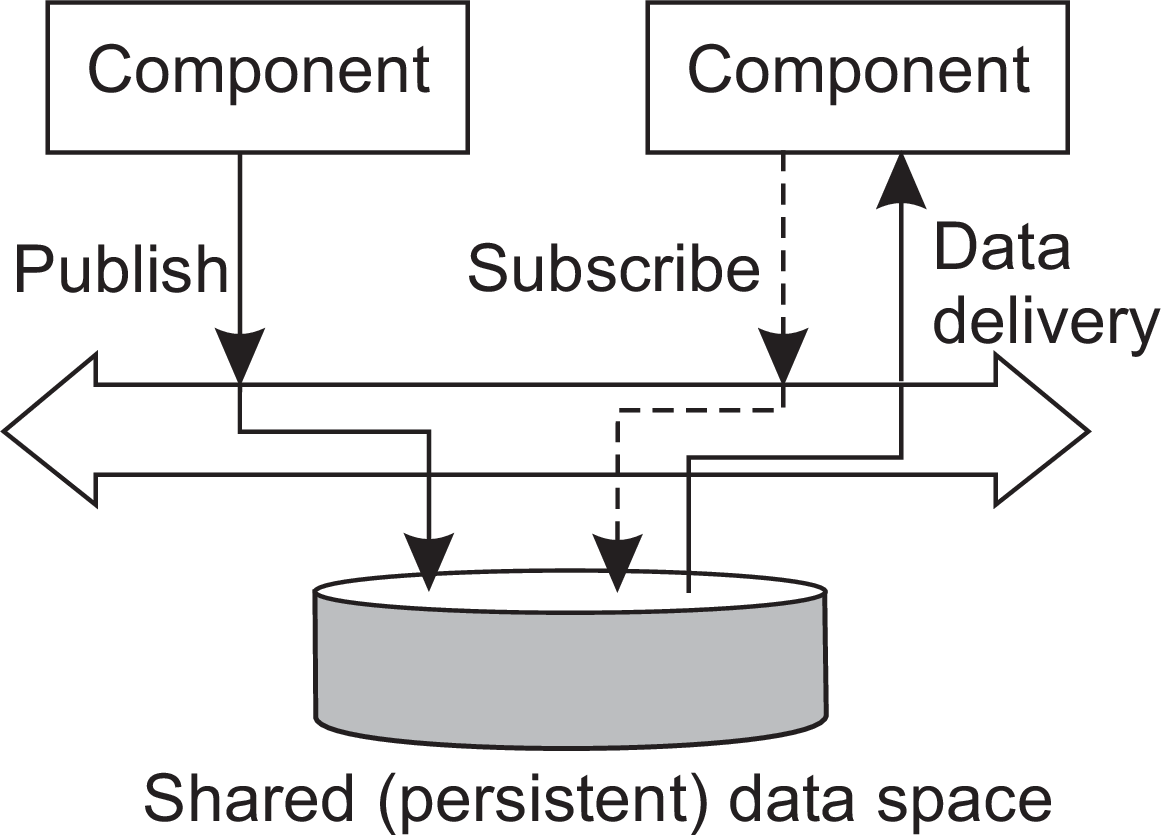 Component
Component
Publish
Subscribe
Data
delivery
Shared (persistent) data space